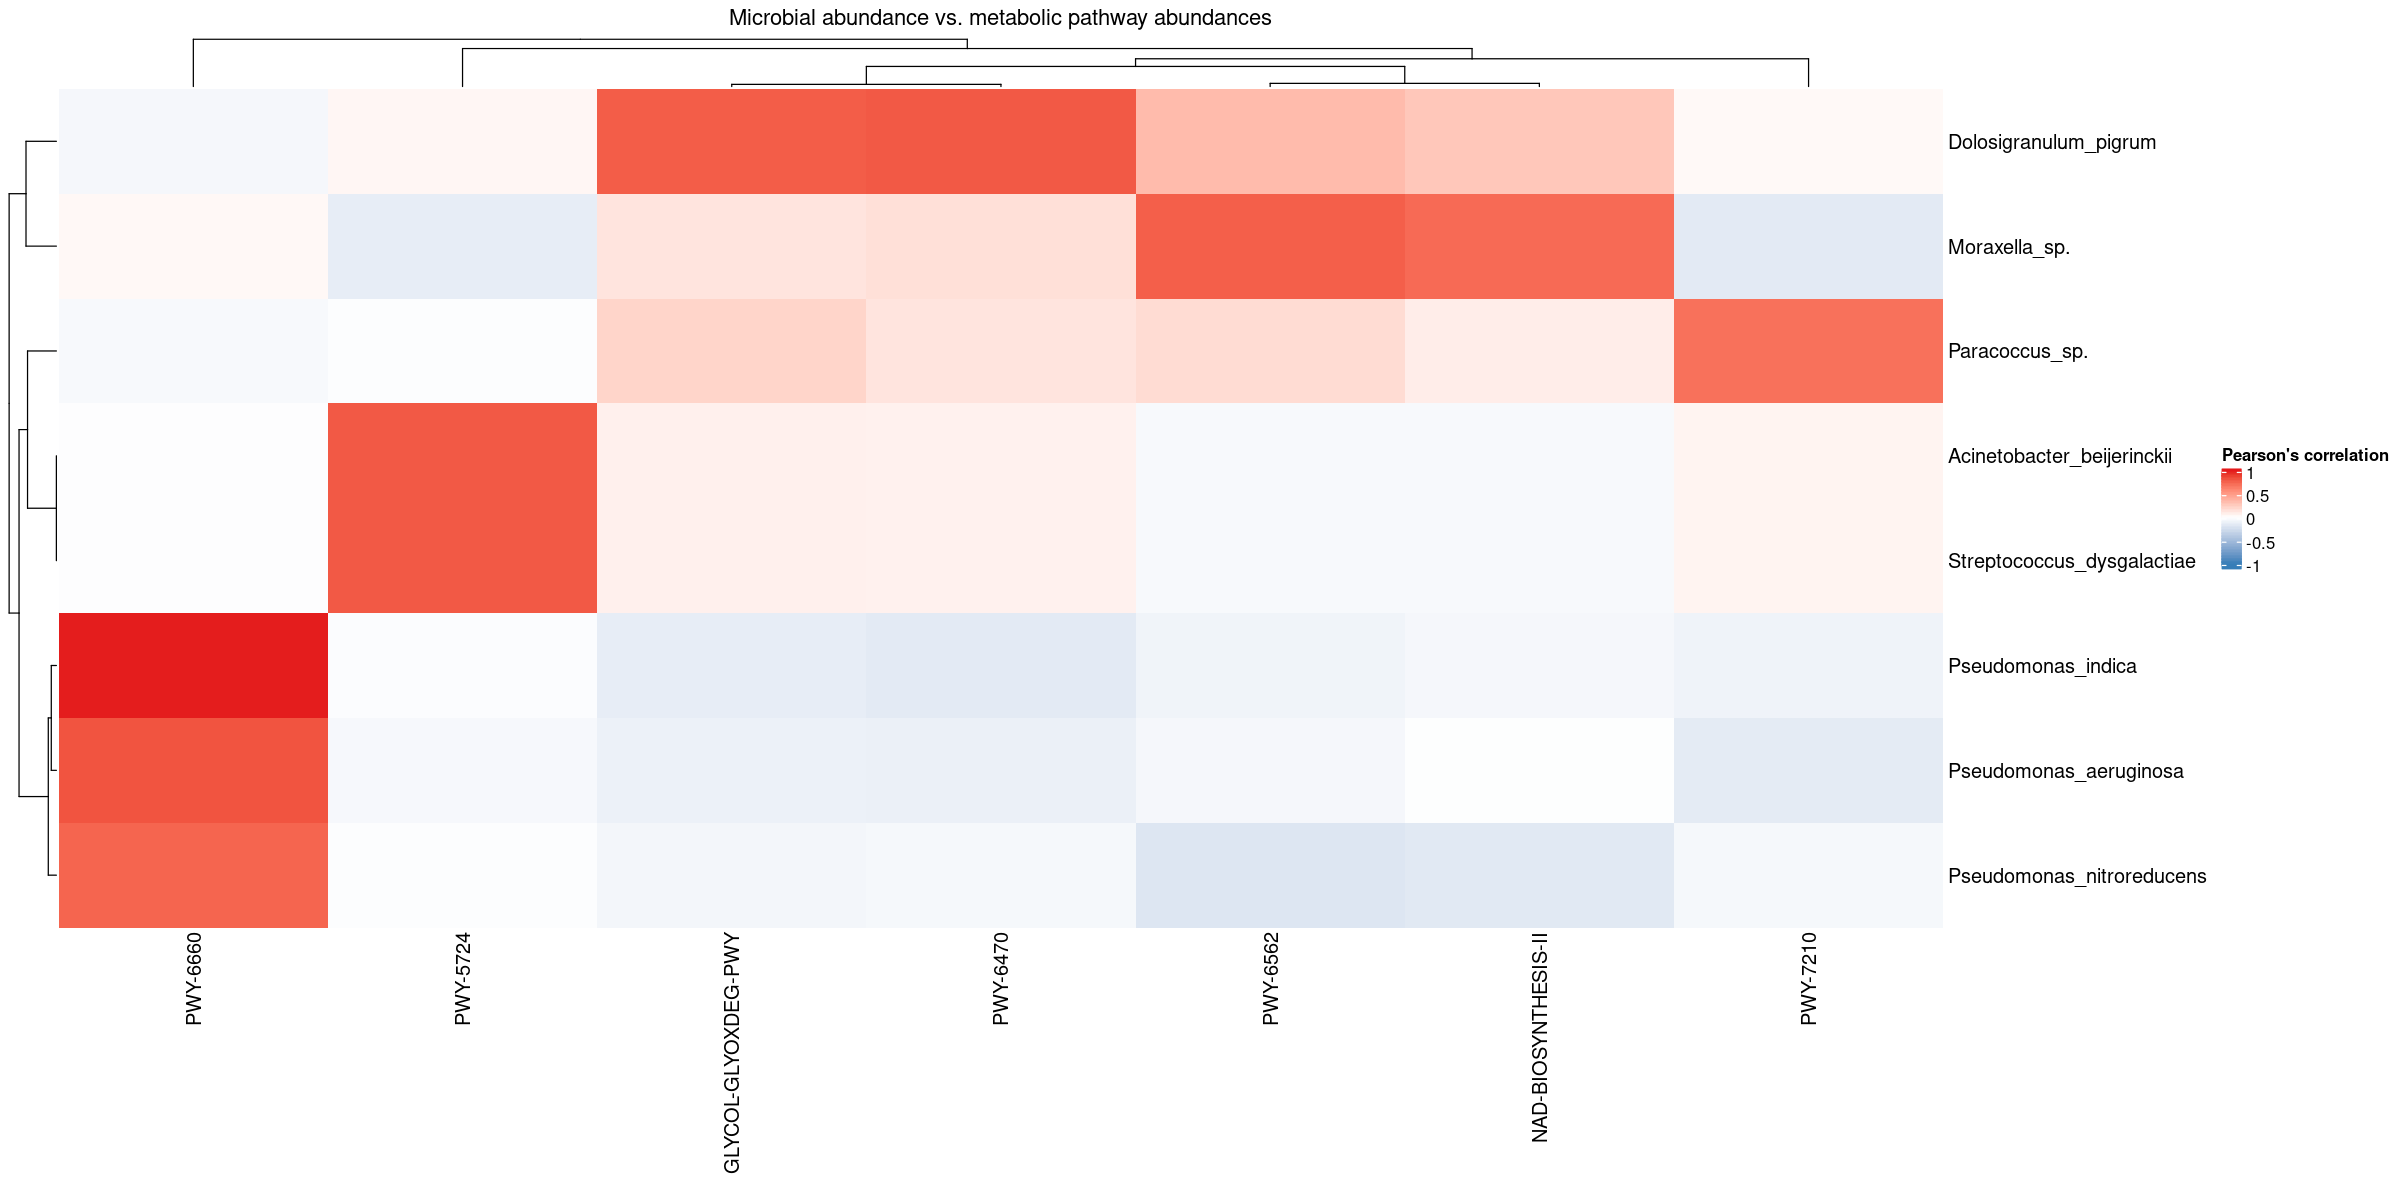 Microbial abundance vs. metabolic pathway abundances
Dolosigranulum_pigrum
Moraxella_sp.
Paracoccus_sp.
Acinetobacter_beijerinckii
Streptococcus_dysgalactiae
Pseudomonas_indica
Pseudomonas_aeruginosa
Pseudomonas_nitroreducens
Pearson's correlation
1
0.5
0
-0.5
-1
PWY-6660
PWY-5724
GLYCOL-GLYOXDEG-PWY
PWY-6470
PWY-6562
NAD-BIOSYNTHESIS-II
PWY-7210